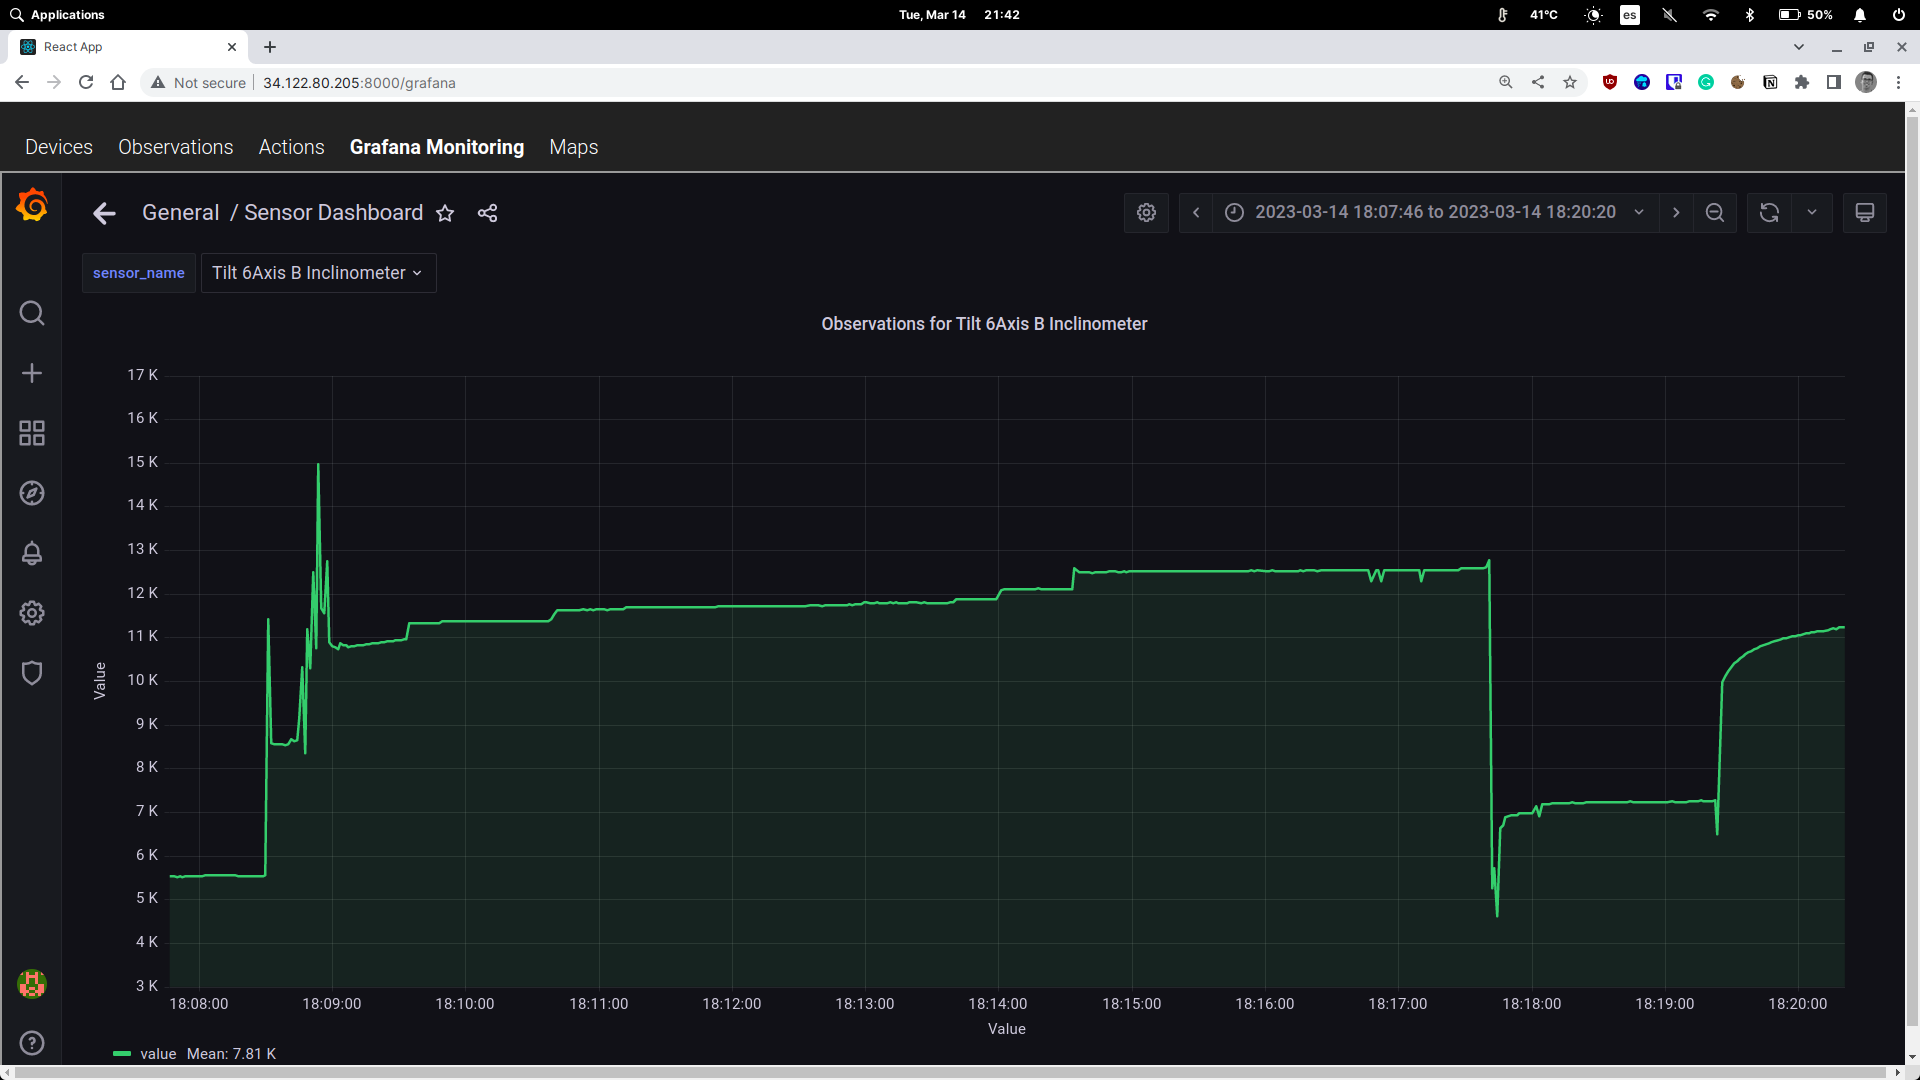 Applications
Tue, Mar 14 21:42
41°C
es
50%
React App
Not secure
34.122.80.205:8000/grafana
Devices
Observations
Actions
Grafana Monitoring
Maps
General / Sensor Dashboard
2023-03-14 18:07:46 to 2023-03-14 18:20:20
sensor_name
Tilt 6Axis B Inclinometer
Observations for Tilt 6Axis B Inclinometer
17 K
16 K
15 K
14 K
13 K
12 K
11 K
10 K
9 K
8 K
7 K
6 K
5 K
4 K
3 K
Value
18:08:00
18:09:00
18:10:00
18:11:00
18:12:00
18:13:00
18:14:00
18:15:00
18:16:00
18:17:00
18:18:00
18:19:00
18:20:00
Value
value Mean: 7.81 K